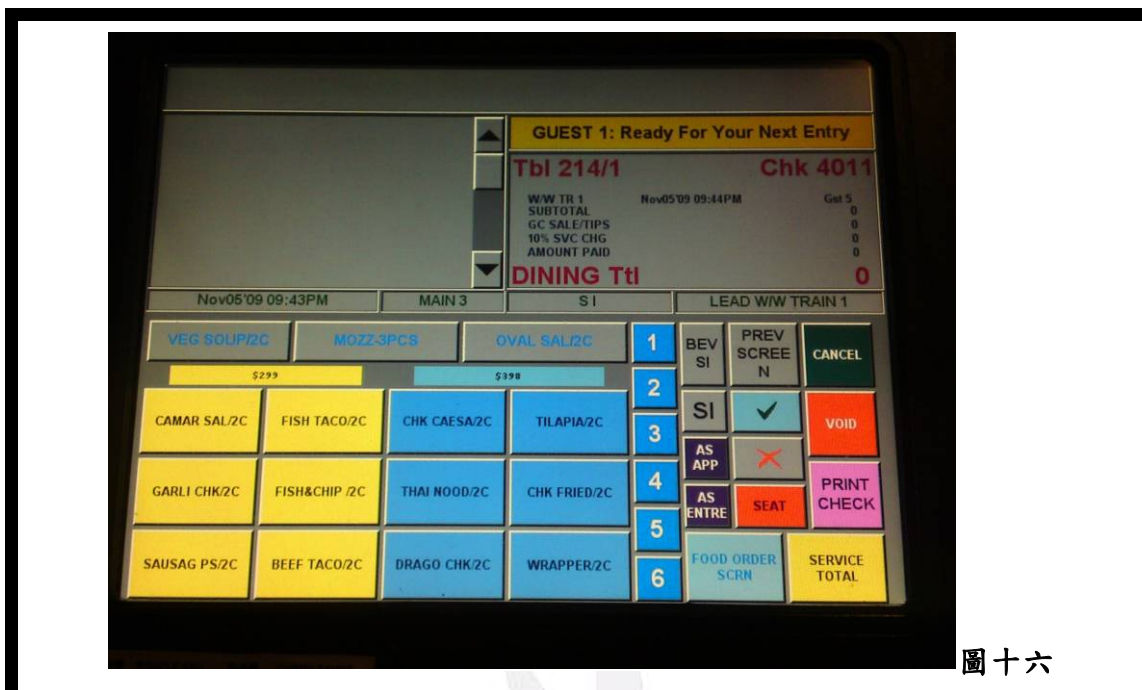 GUEST 1: Ready For Your Next Entry
Tbl 214/1 Chk 4011
W/W TR 1 Nov05'09 09:44PM Gst 5
SUBTOTAL 0
GC SALE/TIPS 0
10% SVC CHG 0
AMOUNT PAID 0
DINING Ttl 0
Nov05'09 09:43PM MAIN 3 S I LEAD W/W TRAIN 1
VEG SOUP/2C MOZZ-3PCS OVAL SAL/2C
$299 $398
CAMAR SAL/2C FISH TACO/2C CHK CAESA/2C TILAPIA/2C
GARLI CHK/2C FISH&CHIP /2C THAI NOOD/2C CHK FRIED/2C
SAUSAG PS/2C BEEF TACO/2C DRAGO CHK/2C WRAPPER/2C
1
2
3
4
5
6
BEV
SI
PREV
SCREE
N
CANCEL
SI
VOID
AS
APP
AS
ENTRE
SEAT
PRINT
CHECK
FOOD ORDER
SCRN
SERVICE
TOTAL
圖十六